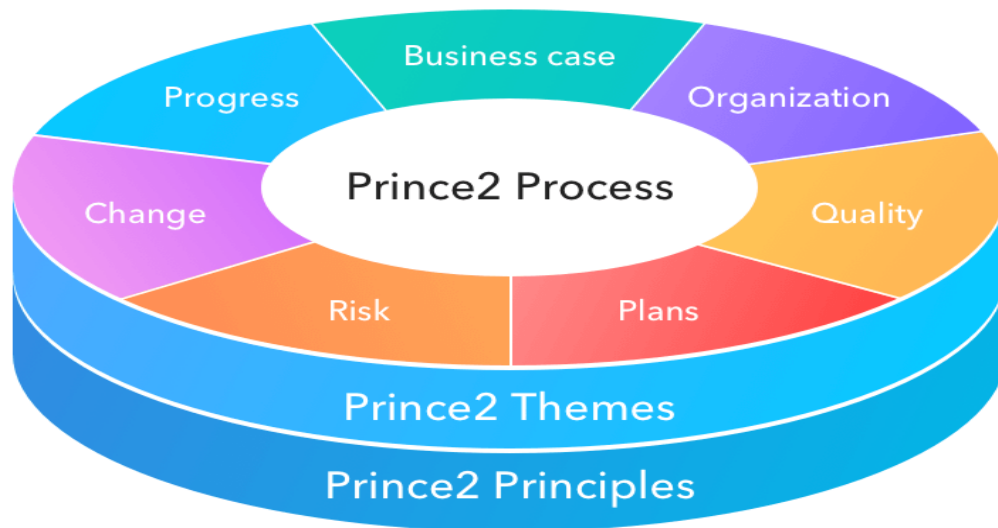 Business case
Progress
Organization
Prince2 Process
Change
Quality
Risk
Plans
Prince2 Themes
Prince2 Principles